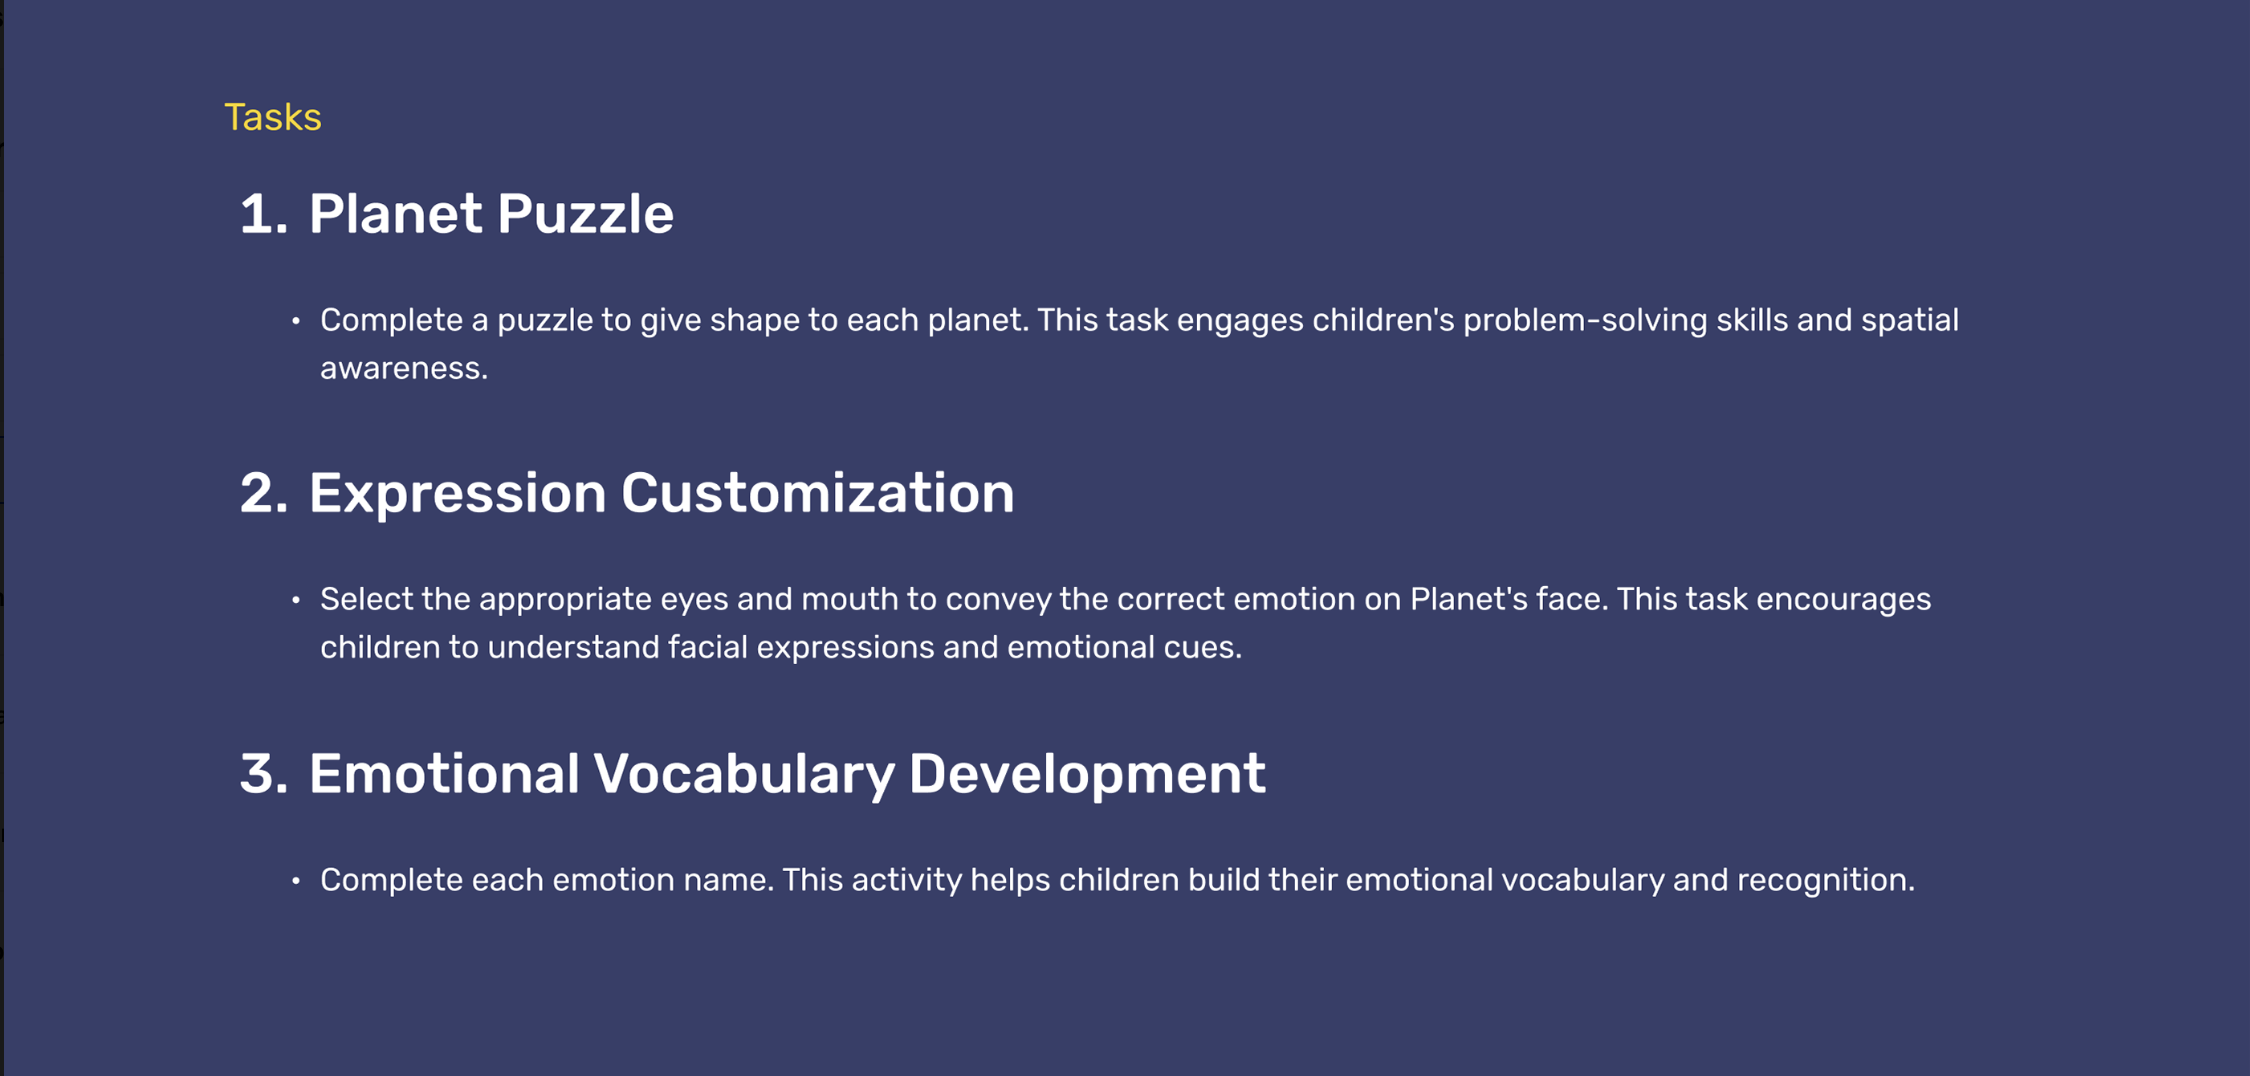 Tasks
1. Planet Puzzle
• Complete a puzzle to give shape to each planet. This task engages children's problem-solving skills and spatial
awareness.
2. Expression Customization
• Select the appropriate eyes and mouth to convey the correct emotion on Planet's face. This task encourages
children to understand facial expressions and emotional cues.
3. Emotional Vocabulary Development
• Complete each emotion name. This activity helps children build their emotional vocabulary and recognition.